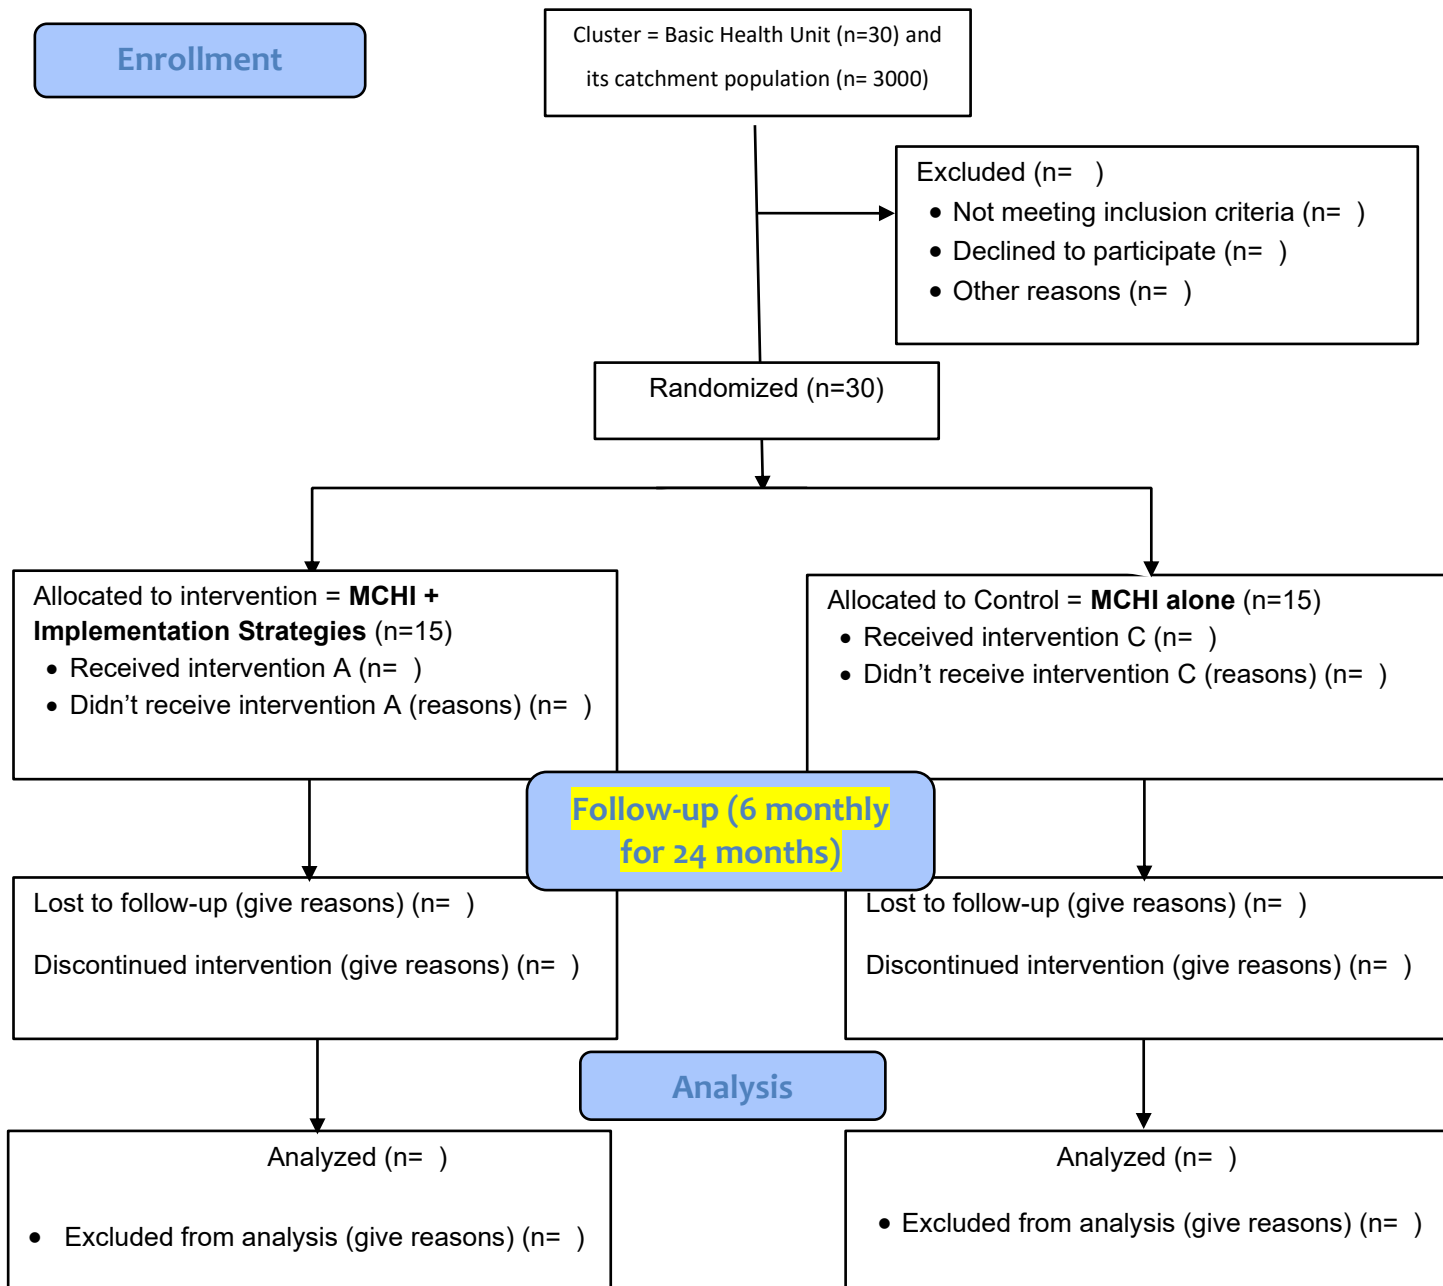 Enrollment
Cluster = Basic Health Unit (n=30) and
its catchment population (n= 3000)
Excluded (n=  )
• Not meeting inclusion criteria (n=  )
• Declined to participate (n=  )
• Other reasons (n=  )
Randomized (n=30)
Allocated to intervention = MCHI +
Implementation Strategies (n=15)
• Received intervention A (n=  )
• Didn’t receive intervention A (reasons) (n=  )
Allocated to Control = MCHI alone (n=15)
• Received intervention C (n=  )
• Didn’t receive intervention C (reasons) (n=  )
Follow-up (6 monthly
for 24 months)
Lost to follow-up (give reasons) (n=  )
Discontinued intervention (give reasons) (n=  )
Lost to follow-up (give reasons) (n=  )
Discontinued intervention (give reasons) (n=  )
Analysis
Analyzed (n=  )
• Excluded from analysis (give reasons) (n=  )
Analyzed (n=  )
• Excluded from analysis (give reasons) (n=  )